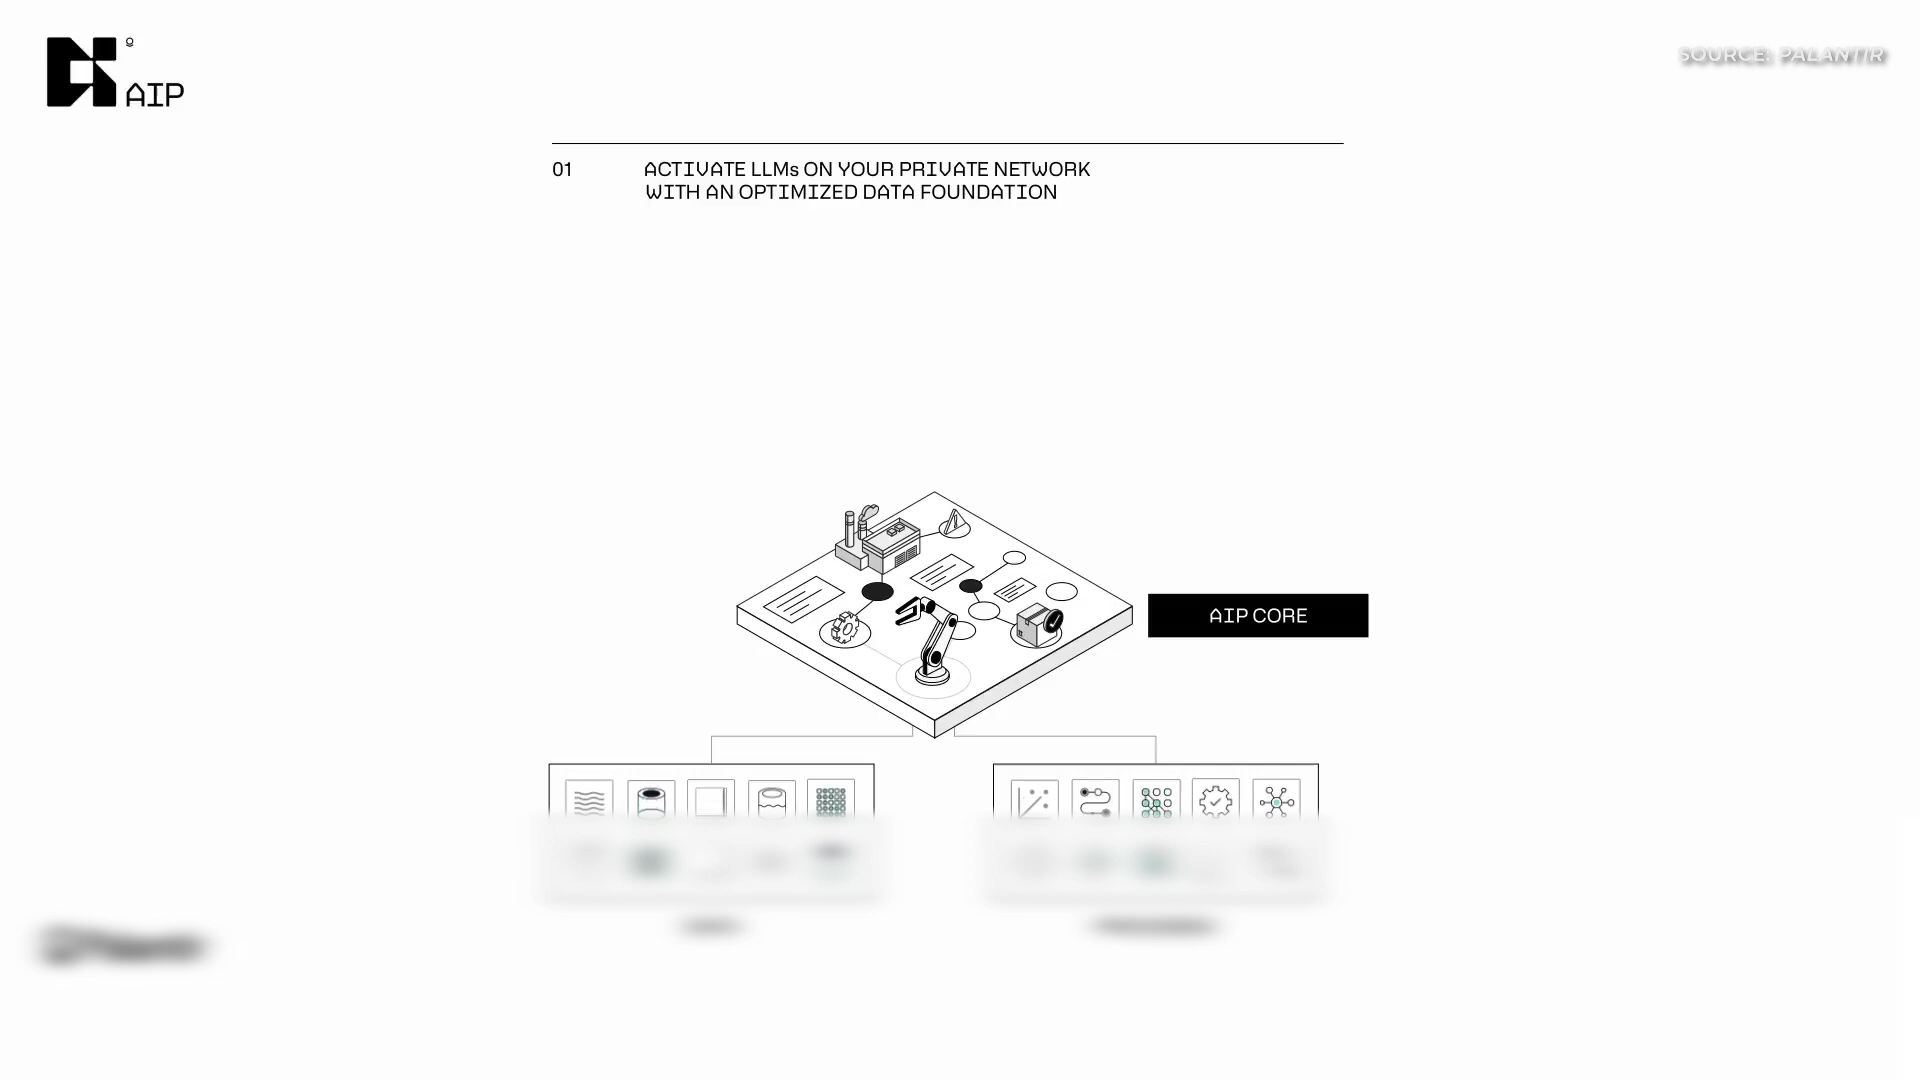 AIP
SOURCE: PALANTIR
01
ACTIVATE LLMs ON YOUR PRIVATE NETWORK
WITH AN OPTIMIZED DATA FOUNDATION
AIP CORE